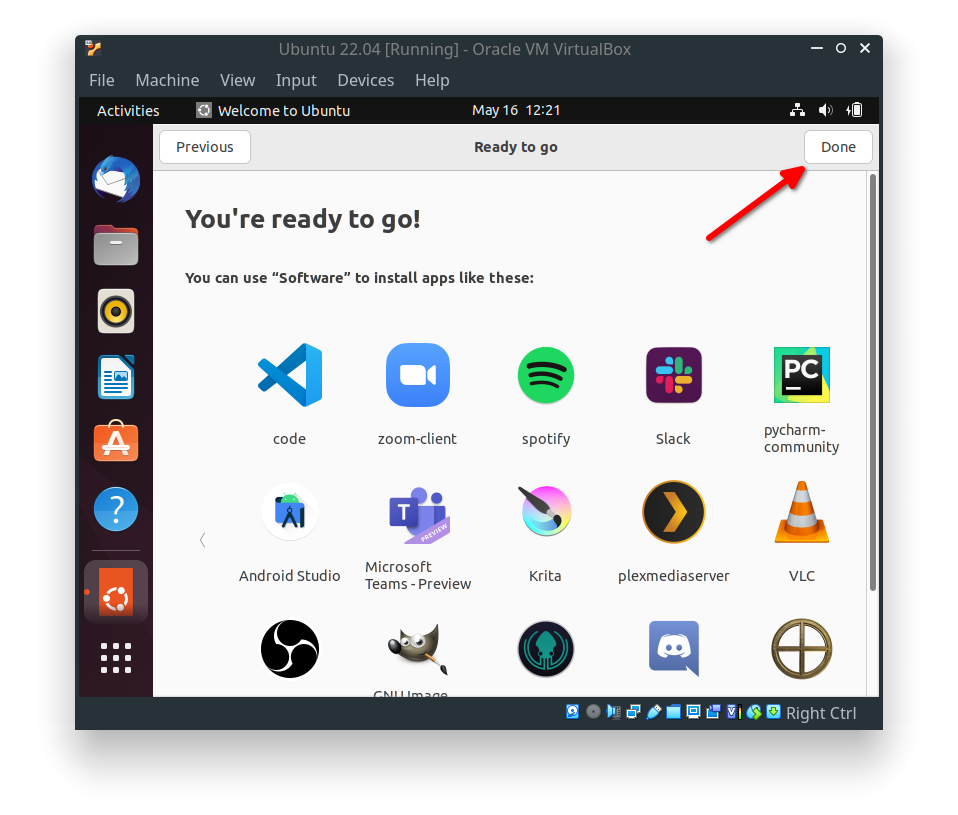 Ubuntu 22.04 [Running] - Oracle VM VirtualBox
File Machine View Input Devices Help
Activities Welcome to Ubuntu May 16 12:21
Previous Ready to go Done
You're ready to go!
You can use “Software” to install apps like these:
PC
code zoom-client spotify Slack pycharm-
community
T
PREVIEW
Android Studio Microsoft
Teams - Preview Krita plexmediaserver VLC
GNU Image
Right Ctrl